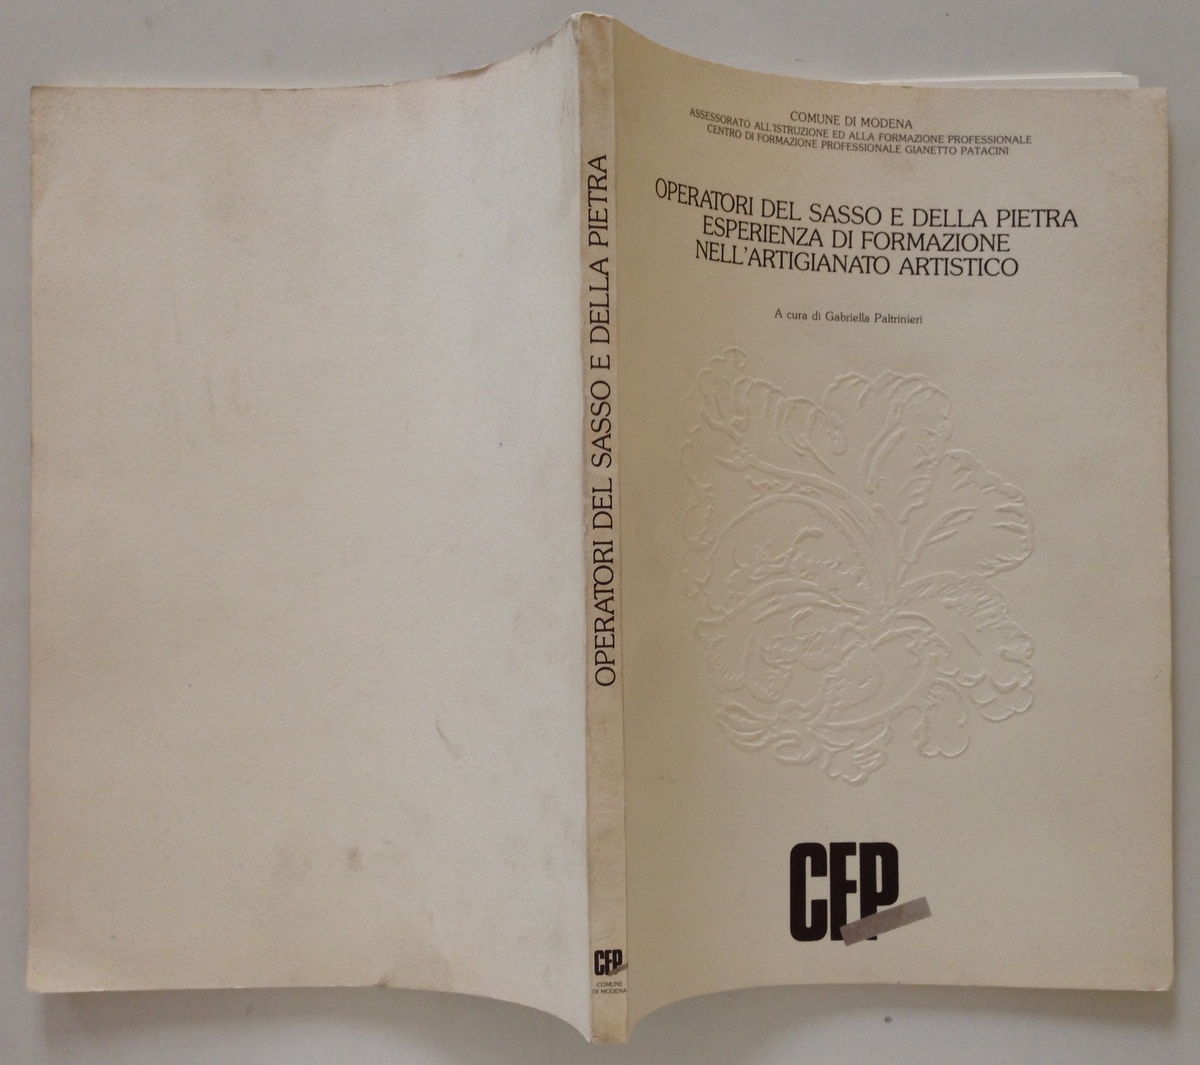 COMUNE DI MODENA
ASSESSORATO ALL'ISTRUZIONE ED ALLA FORMAZIONE PROFESSIONALE
CENTRO DI FORMAZIONE PROFESSIONALE GIANETTO PATACINI
OPERATORI DEL SASSO E DELLA PIETRA
ESPERIENZA DI FORMAZIONE
NELL'ARTIGIANATO ARTISTICO
A cura di Gabriella Paltrinieri
CFP
OPERATORI DEL SASSO E DELLA PIETRA
CFP
COMUNE
DI MODENA